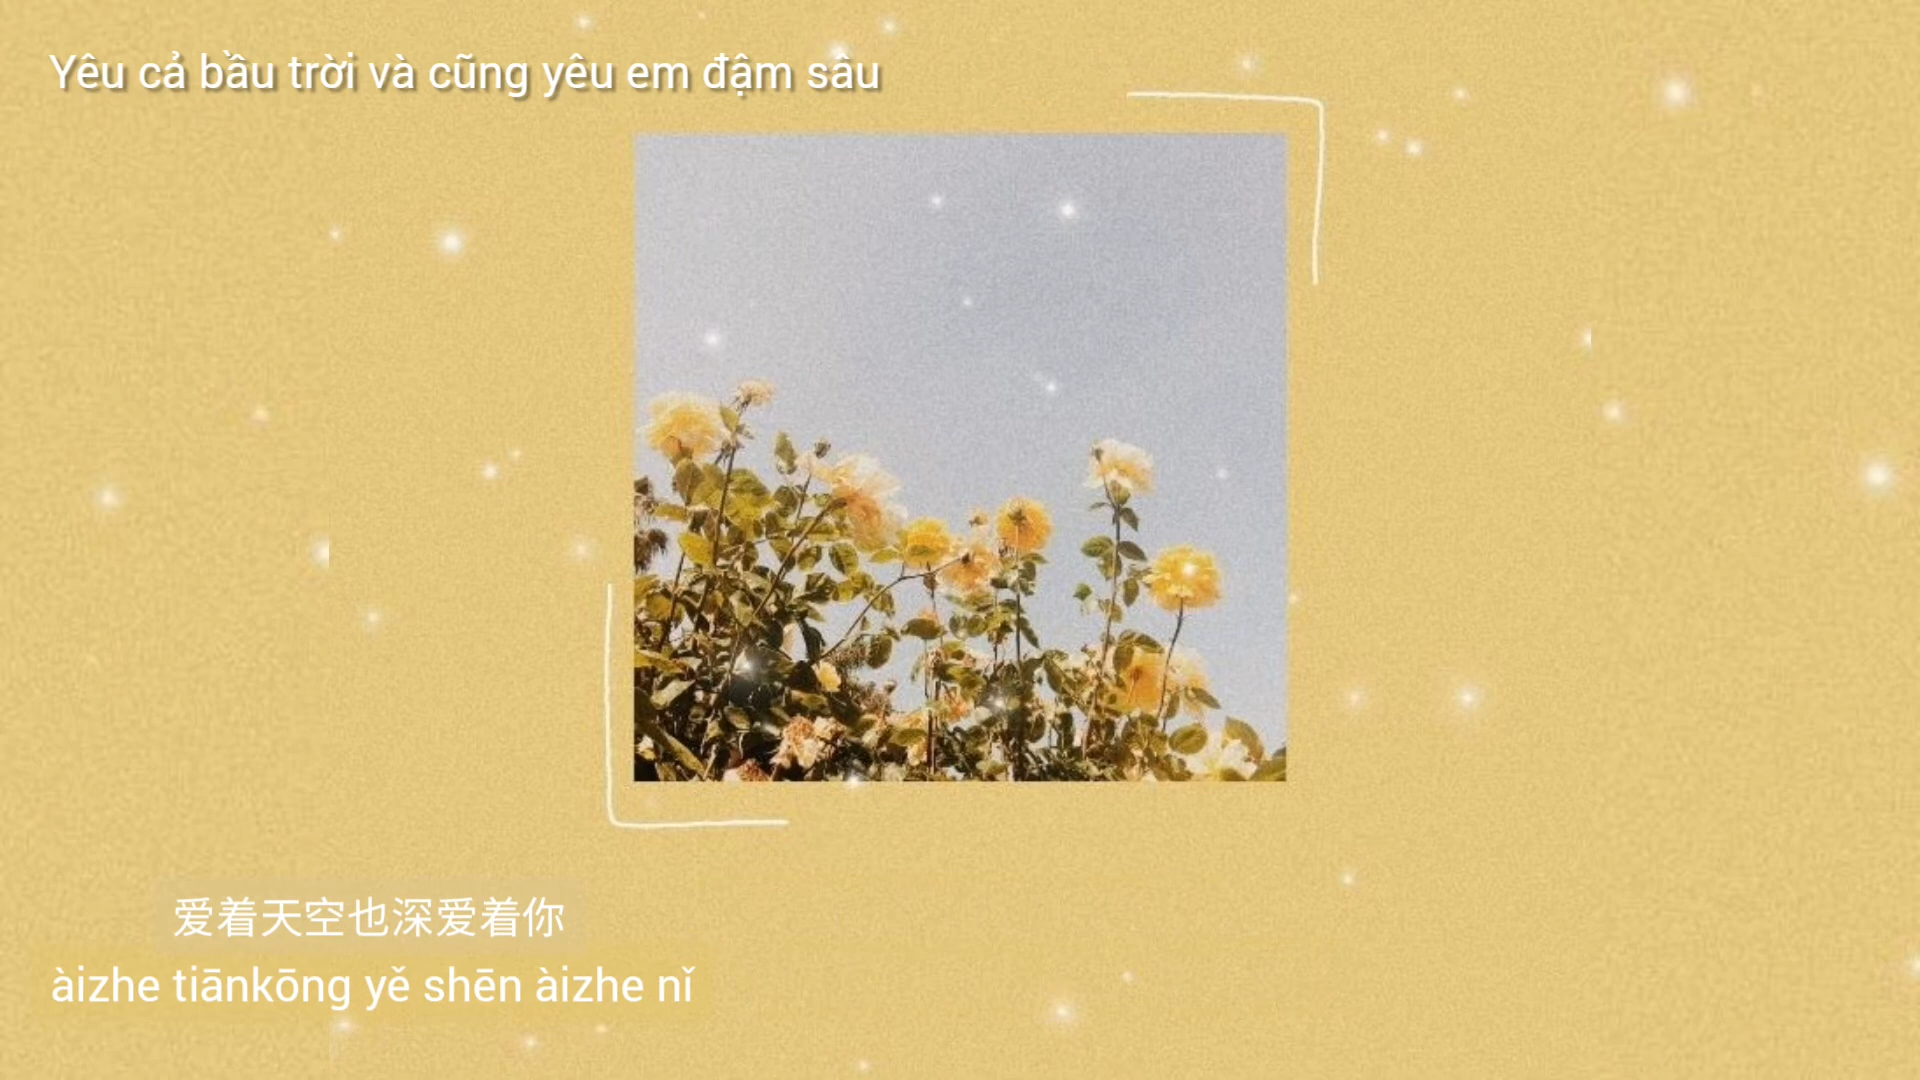 Yêu cả bầu trời và cũng yêu em đậm sâu
爱着天空也深爱着你
àizhe tiānkōng yě shēn àizhe nǐ